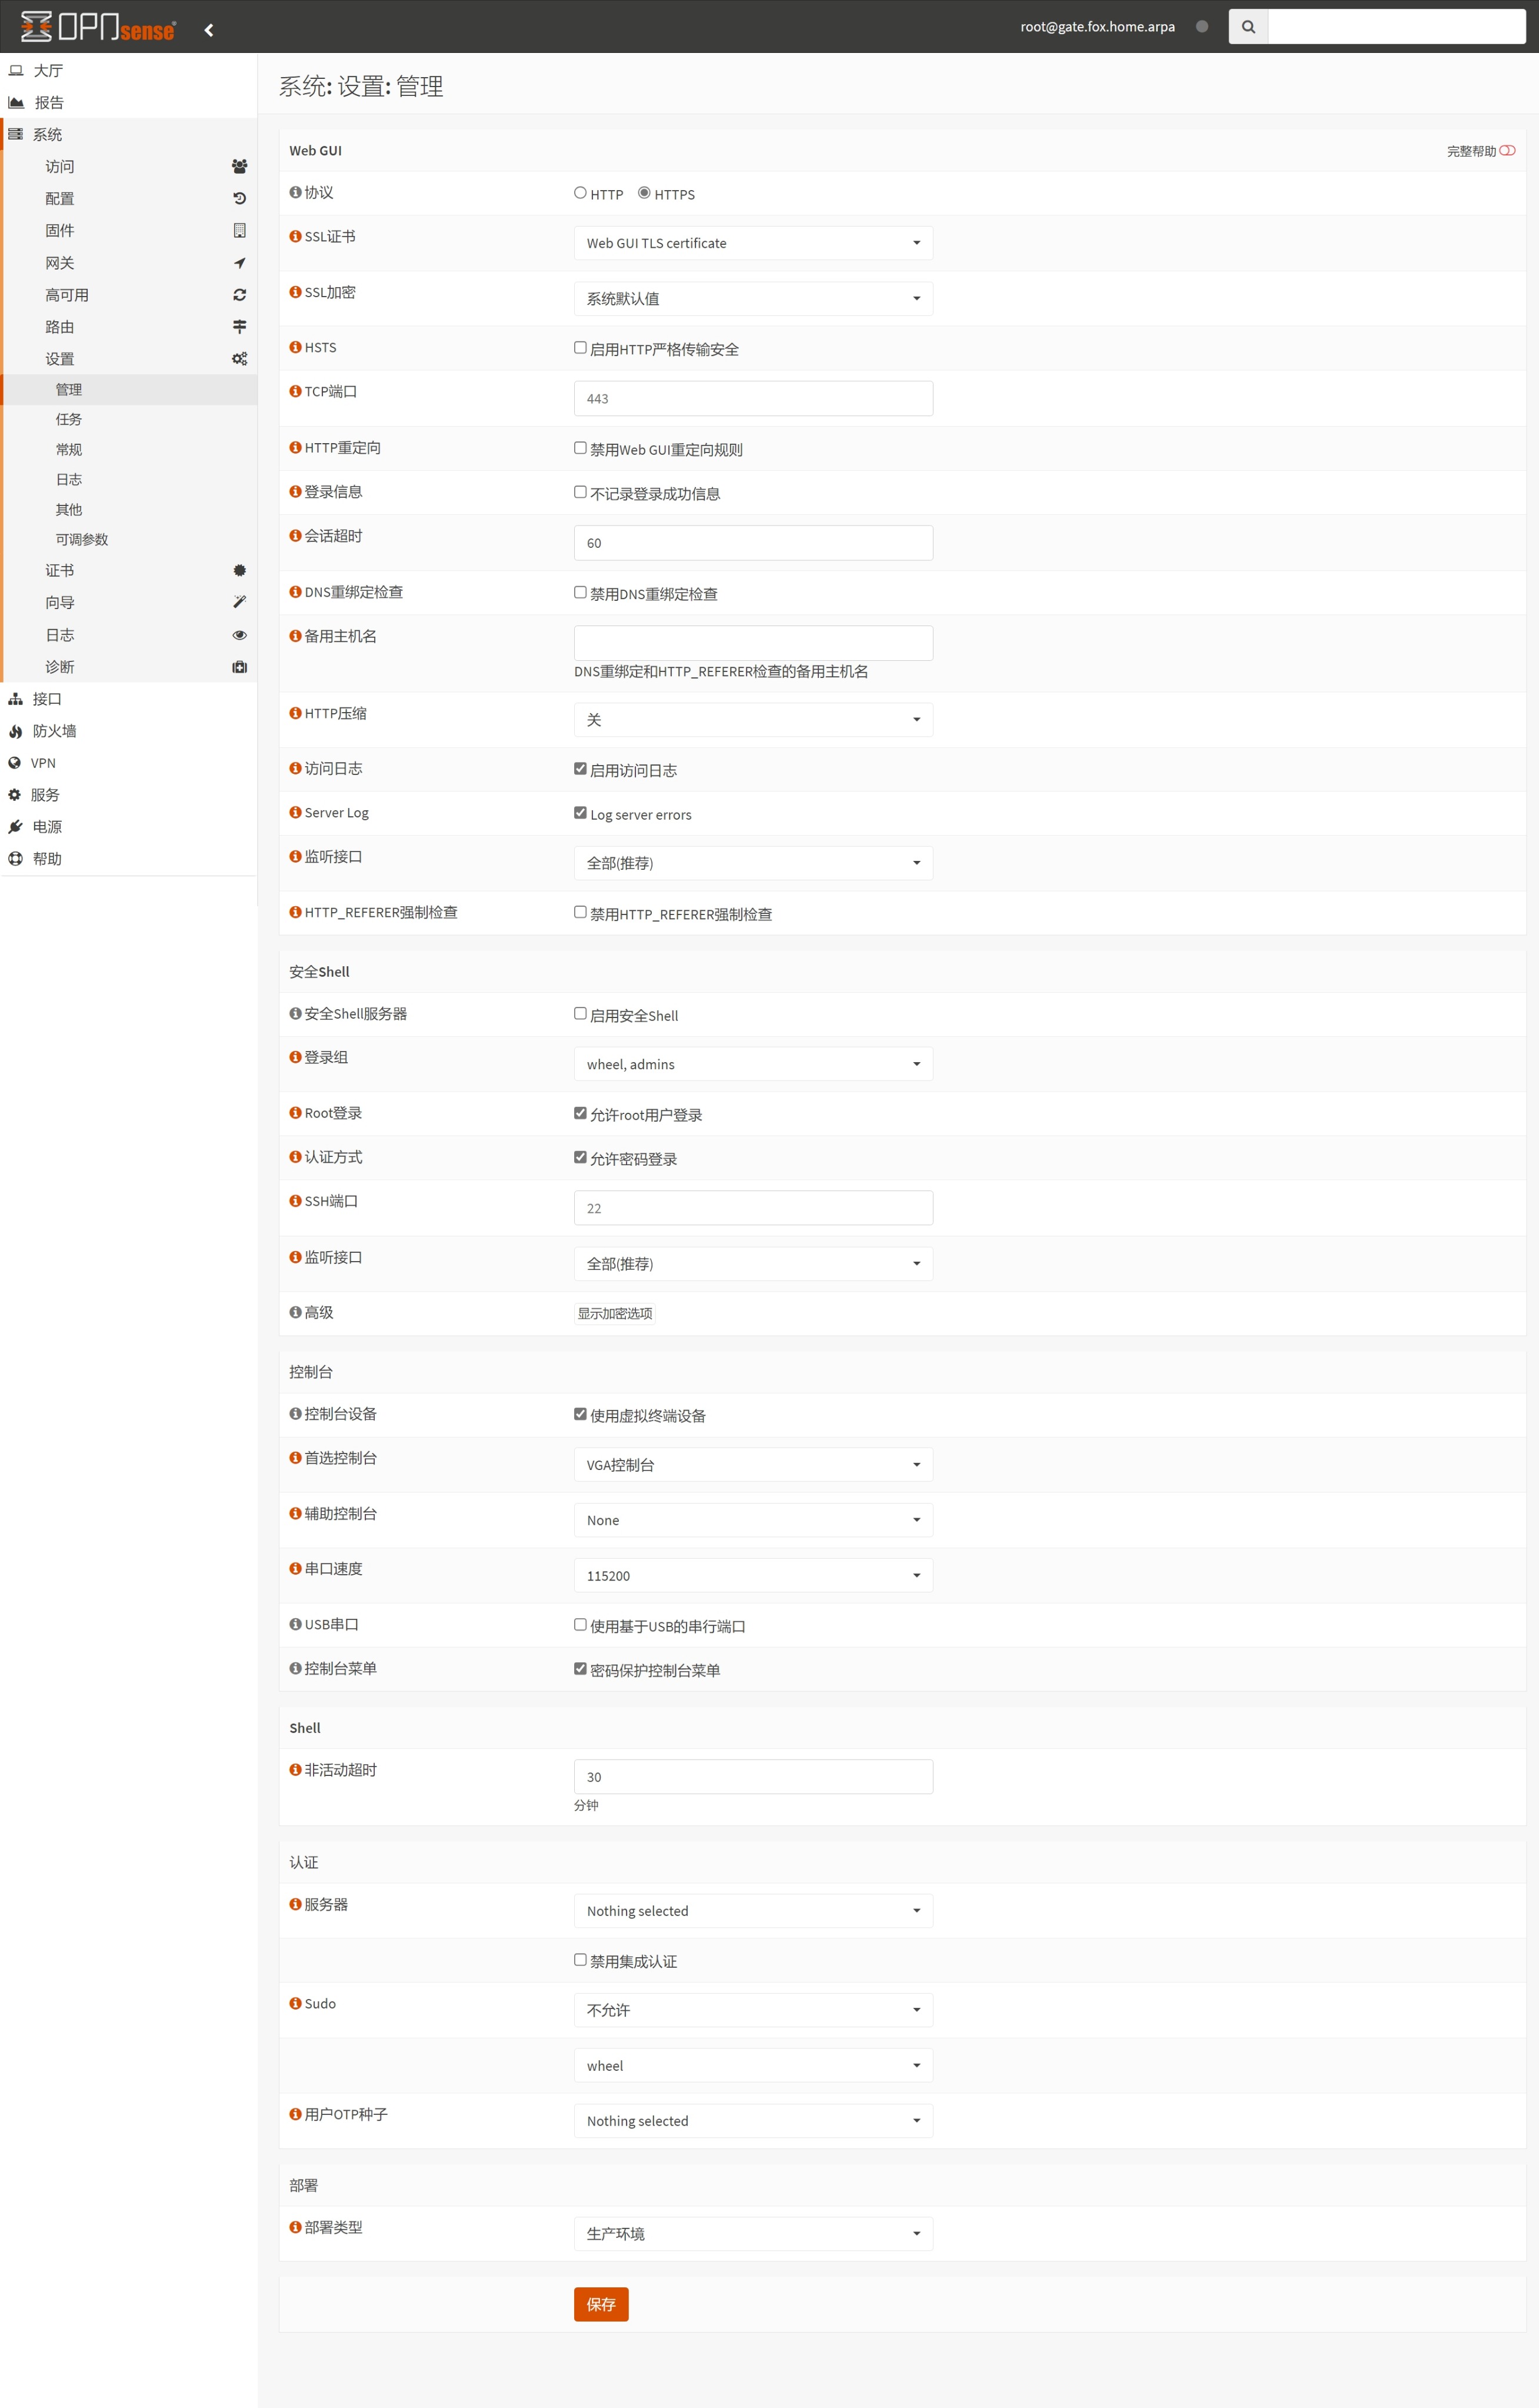 OPNsense
root@gate.fox.home.arpa
大厅
报告
系统
访问
配置
固件
网关
高可用
路由
设置
管理
任务
常规
日志
其他
可调参数
证书
向导
日志
诊断
接口
防火墙
VPN
服务
电源
帮助
系统: 设置: 管理
Web GUI 完整帮助
协议 HTTP HTTPS
SSL证书 Web GUI TLS certificate
SSL加密 系统默认值
HSTS 启用HTTP严格传输安全
TCP端口 443
HTTP重定向 禁用Web GUI重定向规则
登录信息 不记录登录成功信息
会话超时 60
DNS重绑定检查 禁用DNS重绑定检查
备用主机名
DNS重绑定和HTTP_REFERER检查的备用主机名
HTTP压缩 关
访问日志 启用访问日志
Server Log Log server errors
监听接口 全部(推荐)
HTTP_REFERER强制检查 禁用HTTP_REFERER强制检查
安全Shell
安全Shell服务器 启用安全Shell
登录组 wheel, admins
Root登录 允许root用户登录
认证方式 允许密码登录
SSH端口 22
监听接口 全部(推荐)
高级 显示加密选项
控制台
控制台设备 使用虚拟终端设备
首选控制台 VGA控制台
辅助控制台 None
串口速度 115200
USB串口 使用基于USB的串行端口
控制台菜单 密码保护控制台菜单
Shell
非活动超时 30
分钟
认证
服务器 Nothing selected
禁用集成认证
Sudo 不允许
wheel
用户OTP种子 Nothing selected
部署
部署类型 生产环境
保存